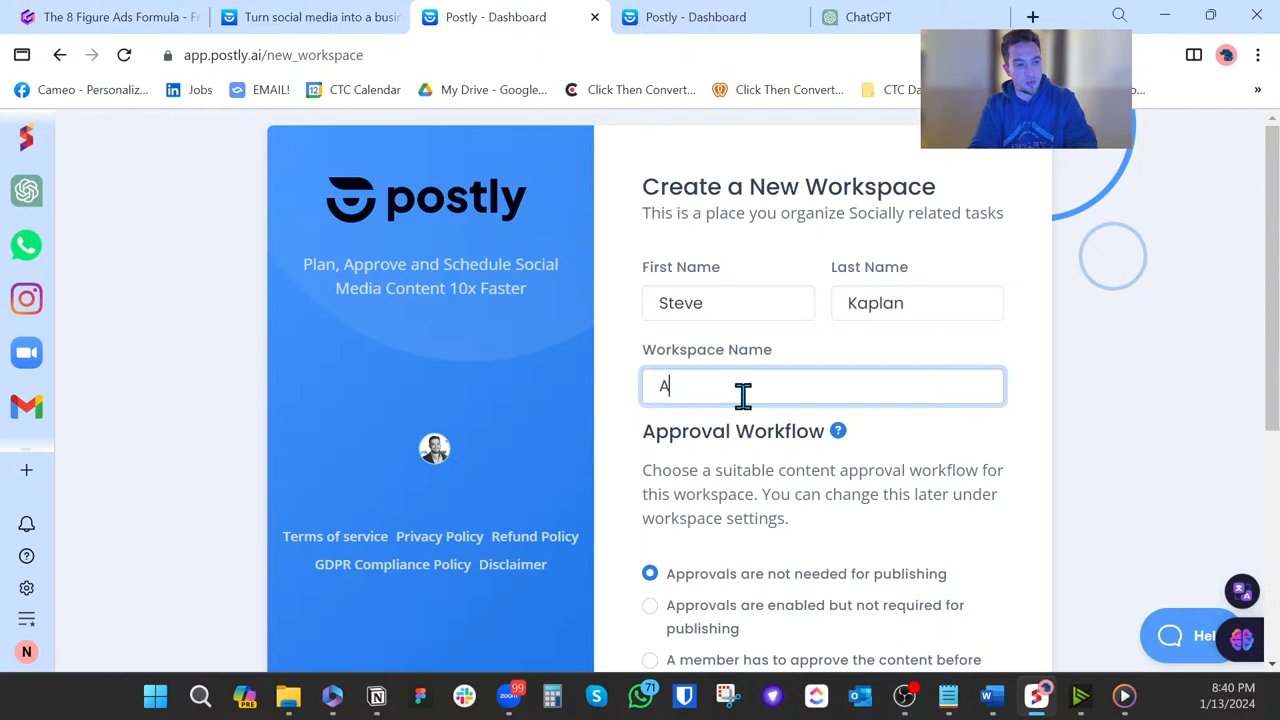 The 8 Figure Ads Formula - Fr
Turn social media into a busi
Postly - Dashboard
Postly - Dashboard
ChatGPT
app.postly.ai/new_workspace
Cameo - Personaliz...
Jobs
EMAIL!
CTC Calendar
My Drive - Google...
Click Then Convert...
Click Then Convert...
CTC Da
postly
Plan, Approve and Schedule Social
Media Content 10x Faster
Terms of service Privacy Policy Refund Policy
GDPR Compliance Policy Disclaimer
Create a New Workspace
This is a place you organize Socially related tasks
First Name
Last Name
Steve
Kaplan
Workspace Name
A
Approval Workflow ?
Choose a suitable content approval workflow for
this workspace. You can change this later under
workspace settings.
Approvals are not needed for publishing
Approvals are enabled but not required for
publishing
A member has to approve the content before
Hel
N
PRE
99
71
8:40 PM
1/13/2024